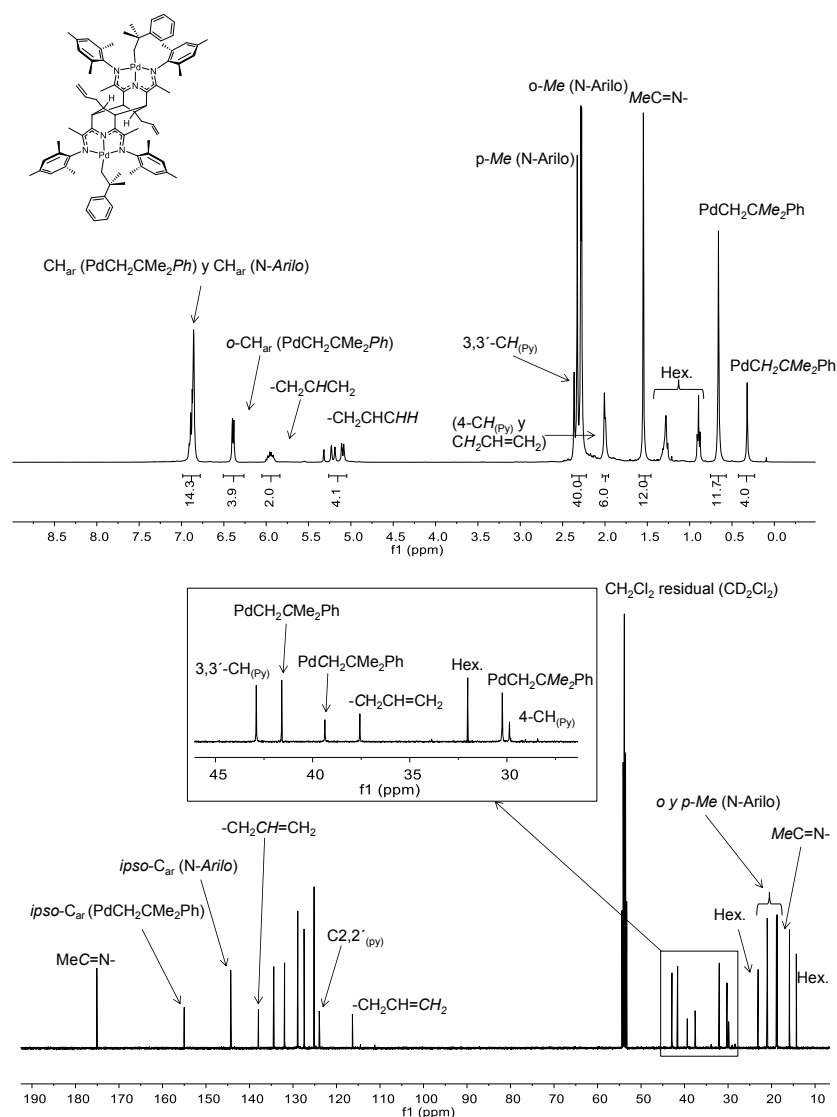 Pd
N
N
N
H
H
N
N
N
Pd
o-Me (N-Arilo)
MeC=N-
p-Me (N-Arilo)
PdCH₂CMe₂Ph
CHₐᵣ (PdCH₂CMe₂Ph) y CHₐᵣ (N-Arilo)
3,3´-CH(Py)
o-CHₐᵣ (PdCH₂CMe₂Ph)
Hex.
PdCH₂CMe₂Ph
-CH₂CHCH₂
-CH₂CHCHH
(4-CH(Py) y
CH₂CH=CH₂)
14.3
3.9
2.0
4.1
40.0
6.0
12.0
11.7
4.0
8.5 8.0 7.5 7.0 6.5 6.0 5.5 5.0 4.5 4.0 3.5 3.0 2.5 2.0 1.5 1.0 0.5 0.0
f1 (ppm)
CH₂Cl₂ residual (CD₂Cl₂)
PdCH₂CMe₂Ph
3,3´-CH(Py)
PdCH₂CMe₂Ph
Hex.
PdCH₂CMe₂Ph
-CH₂CH=CH₂
4-CH(Py)
45 40 35 30
f1 (ppm)
o y p-Me (N-Arilo)
-CH₂CH=CH₂
MeC=N-
ipso-Cₐᵣ (N-Arilo)
ipso-Cₐᵣ (PdCH₂CMe₂Ph)
Hex.
C2,2´(py)
MeC=N-
Hex.
-CH₂CH=CH₂
190 180 170 160 150 140 130 120 110 100 90 80 70 60 50 40 30 20 10
f1 (ppm)